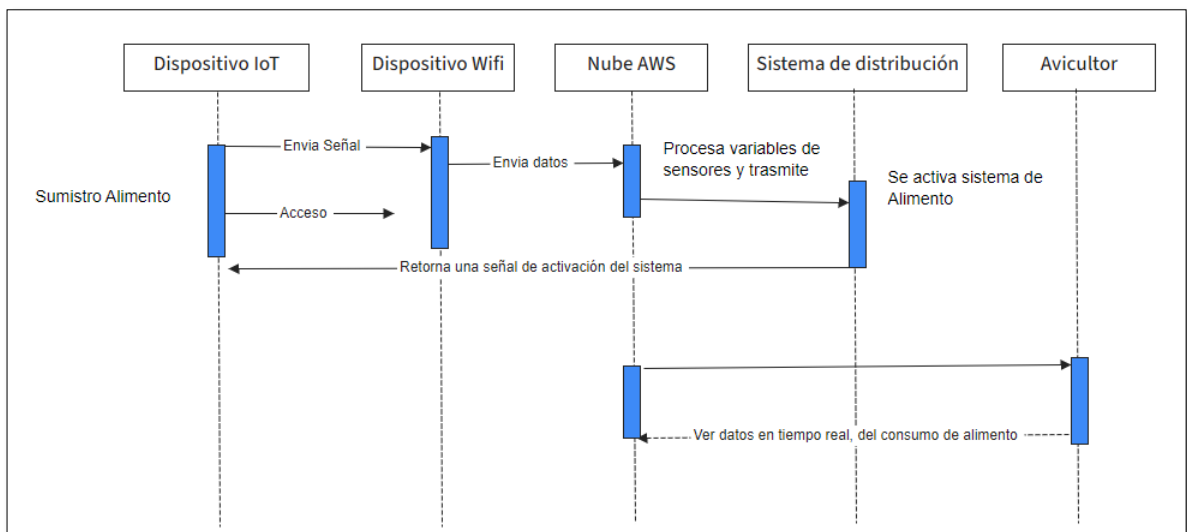 Dispositivo IoT
Dispositivo Wifi
Nube AWS
Sistema de distribución
Avicultor
Envia Señal
Envia datos
Procesa variables de
sensores y trasmite
Se activa sistema de
Alimento
Sumistro Alimento
Acceso
Retorna una señal de activación del sistema
Ver datos en tiempo real, del consumo de alimento